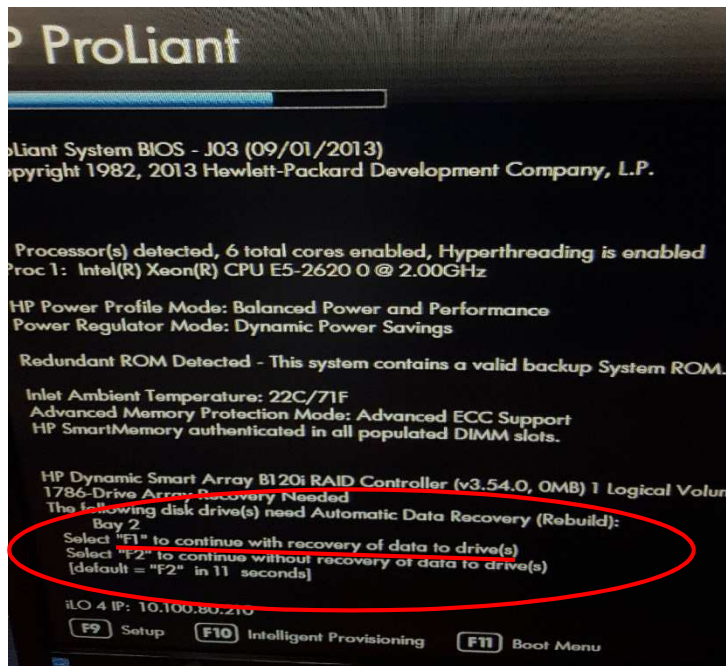 P ProLiant
oLiant System BIOS - J03 (09/01/2013)
opyright 1982, 2013 Hewlett-Packard Development Company, L.P.
Processor(s) detected, 6 total cores enabled, Hyperthreading is enabled
Proc 1: Intel(R) Xeon(R) CPU E5-2620 0 @ 2.00GHz
HP Power Profile Mode: Balanced Power and Performance
Power Regulator Mode: Dynamic Power Savings
Redundant ROM Detected - This system contains a valid backup System ROM.
Inlet Ambient Temperature: 22C/71F
Advanced Memory Protection Mode: Advanced ECC Support
HP SmartMemory authenticated in all populated DIMM slots.
HP Dynamic Smart Array B120i RAID Controller (v3.54.0, 0MB) 1 Logical Volum
1786-Drive Array Recovery Needed
The following disk drive(s) need Automatic Data Recovery (Rebuild):
Bay 2
Select "F1" to continue with recovery of data to drive(s)
Select "F2" to continue without recovery of data to drive(s)
[default = "F2" in 11 seconds]
iLO 4 IP: 10.100.80.210
F9 Setup F10 Intelligent Provisioning F11 Boot Menu